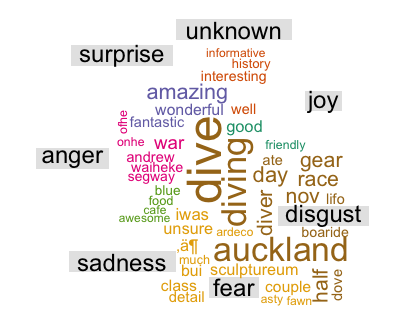 unknown
surprise
informative
history
interesting
amazing
joy
wonderful
well
ofhe
fantastic
good
onhe
war
dive
diving
friendly
anger
andrew
ate
gear
waiheke
day
race
segway
blue
diver
nov
lifo
food
cafe
iwas
disgust
awesome
unsure
ardeco
boaride
,ä¶
auckland
sadness
much
bui
sculptureum
half
dove
class
fear
couple
detail
asty
fawn